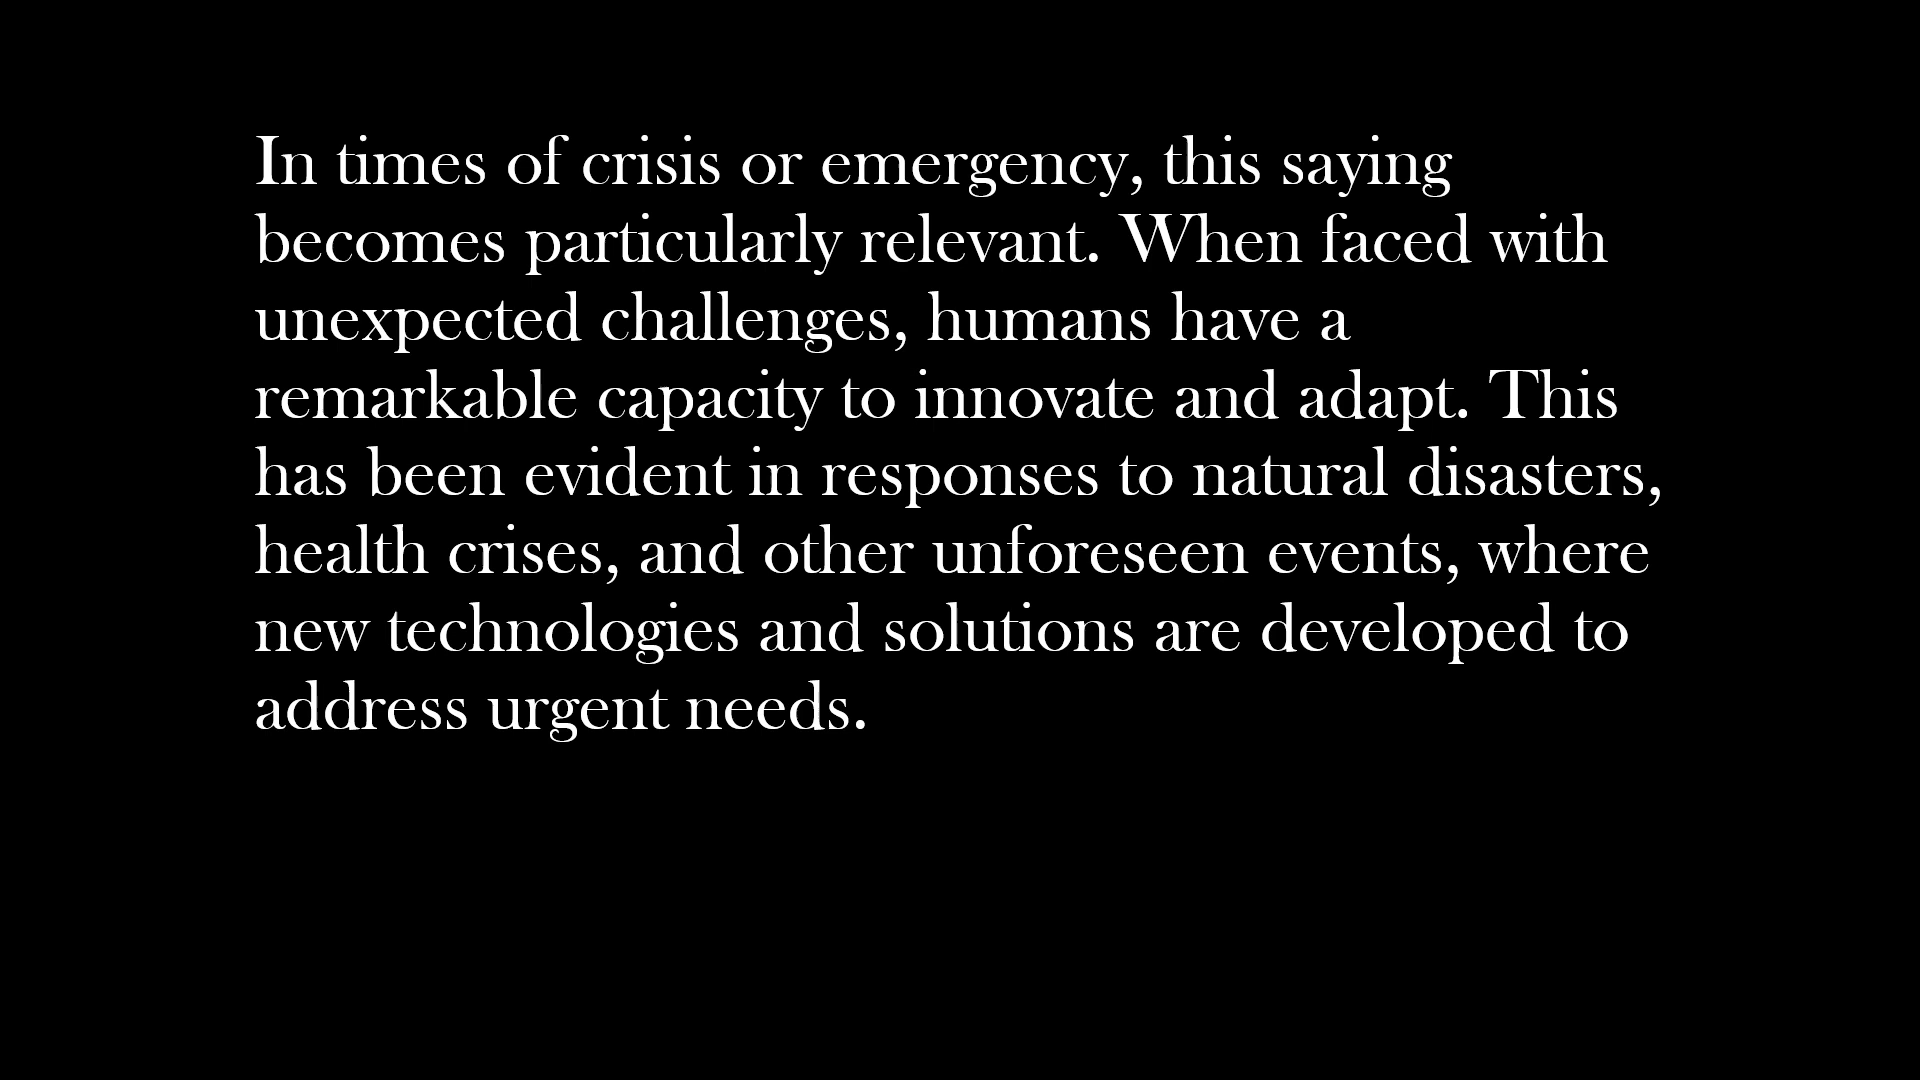 In times of crisis or emergency, this saying
becomes particularly relevant. When faced with
unexpected challenges, humans have a
remarkable capacity to innovate and adapt. This
has been evident in responses to natural disasters,
health crises, and other unforeseen events, where
new technologies and solutions are developed to
address urgent needs.